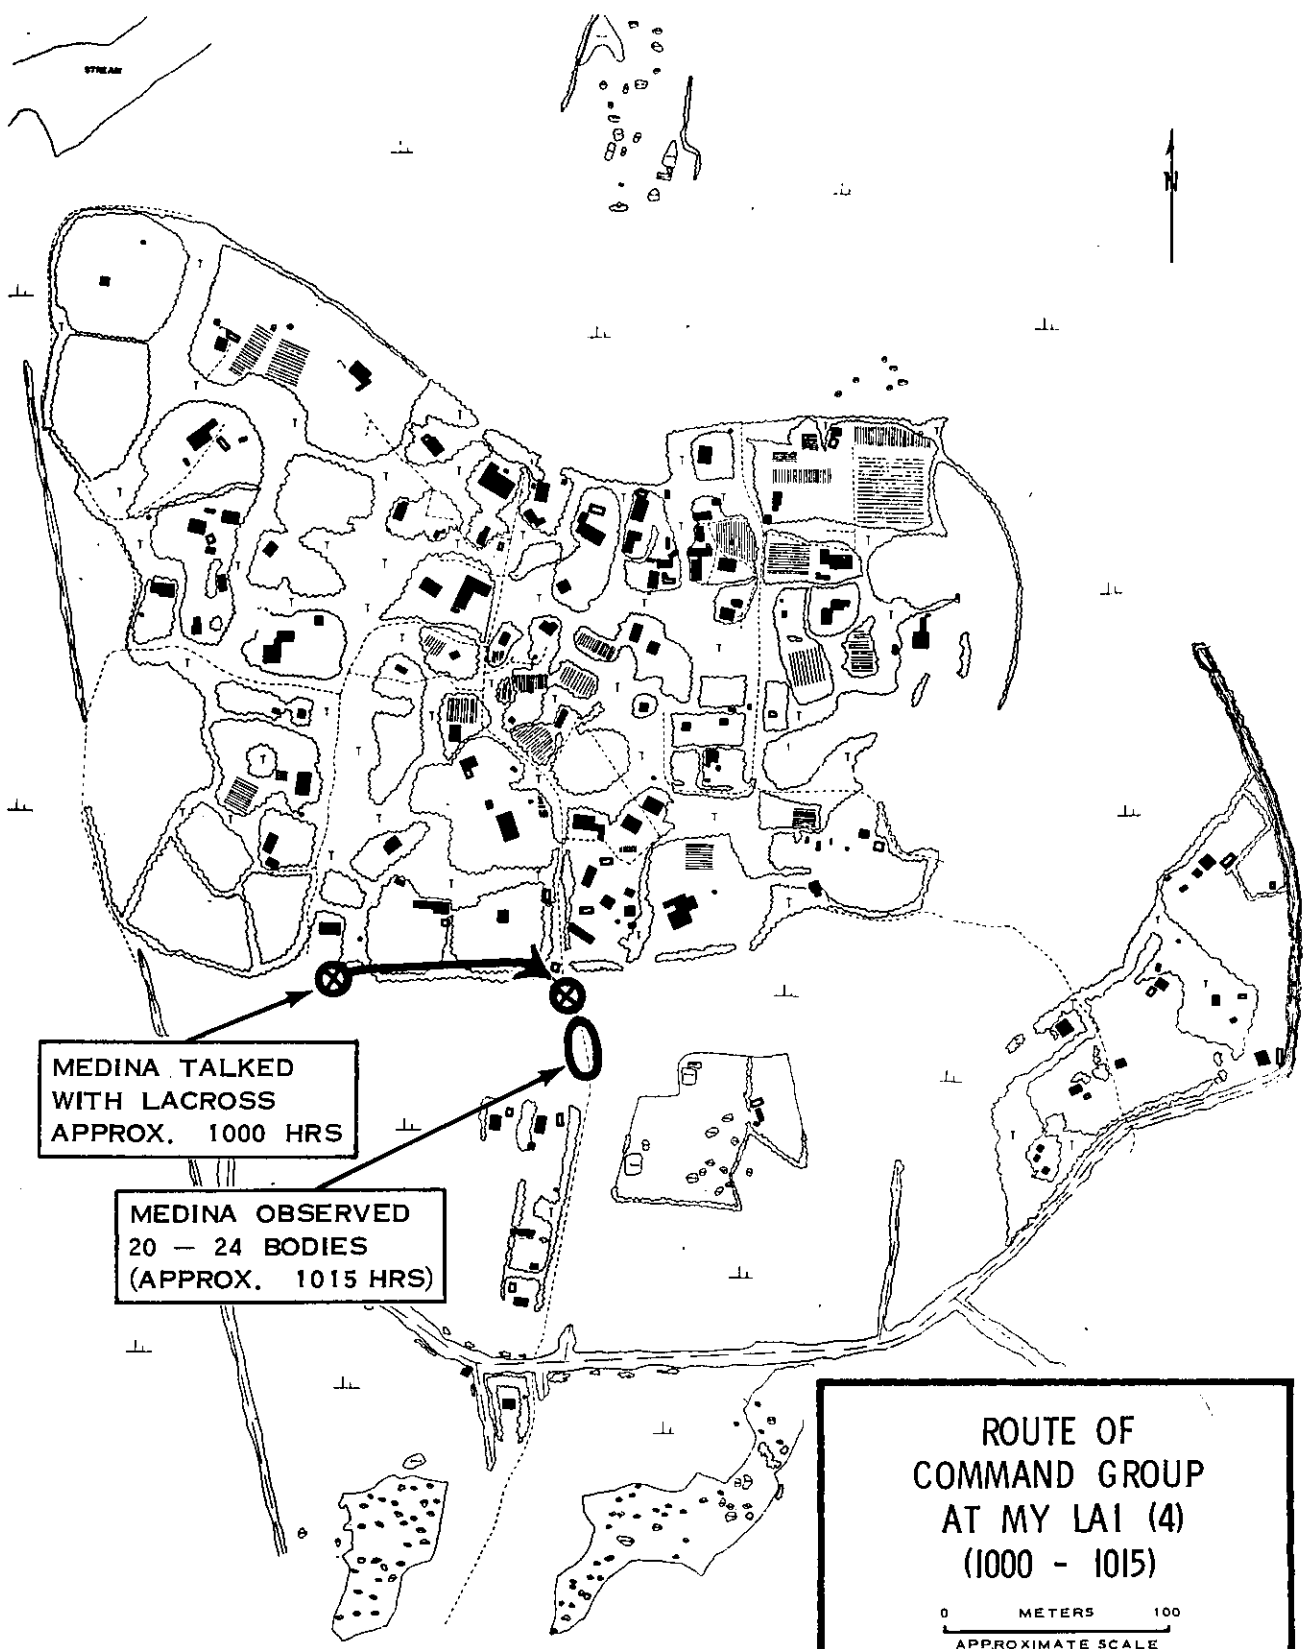 STREAM
N
MEDINA TALKED
WITH LACROSS
APPROX. 1000 HRS
MEDINA OBSERVED
20 — 24 BODIES
(APPROX. 1015 HRS)
ROUTE OF
COMMAND GROUP
AT MY LAI (4)
(1000 - 1015)
0 METERS 100
APPROXIMATE SCALE